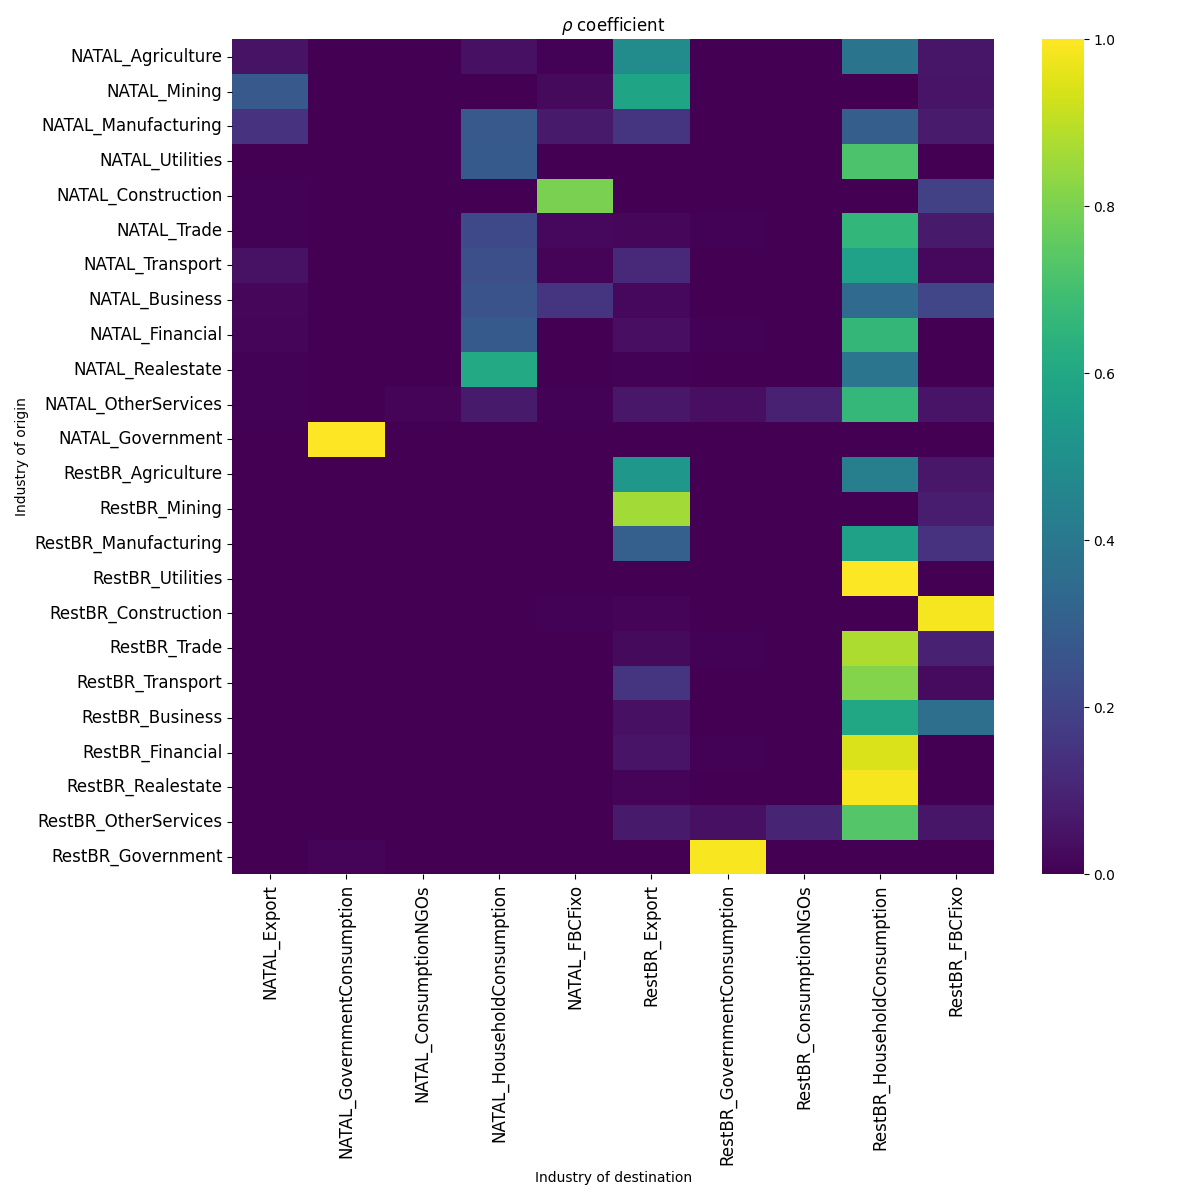 ρ coefficient
NATAL_Agriculture
NATAL_Mining
NATAL_Manufacturing
NATAL_Utilities
NATAL_Construction
NATAL_Trade
NATAL_Transport
NATAL_Business
NATAL_Financial
NATAL_Realestate
NATAL_OtherServices
NATAL_Government
RestBR_Agriculture
RestBR_Mining
RestBR_Manufacturing
RestBR_Utilities
RestBR_Construction
RestBR_Trade
RestBR_Transport
RestBR_Business
RestBR_Financial
RestBR_Realestate
RestBR_OtherServices
RestBR_Government
Industry of origin
NATAL_Export
NATAL_GovernmentConsumption
NATAL_ConsumptionNGOs
NATAL_HouseholdConsumption
NATAL_FBCFixo
RestBR_Export
RestBR_GovernmentConsumption
RestBR_ConsumptionNGOs
RestBR_HouseholdConsumption
RestBR_FBCFixo
Industry of destination
1.0
0.8
0.6
0.4
0.2
0.0